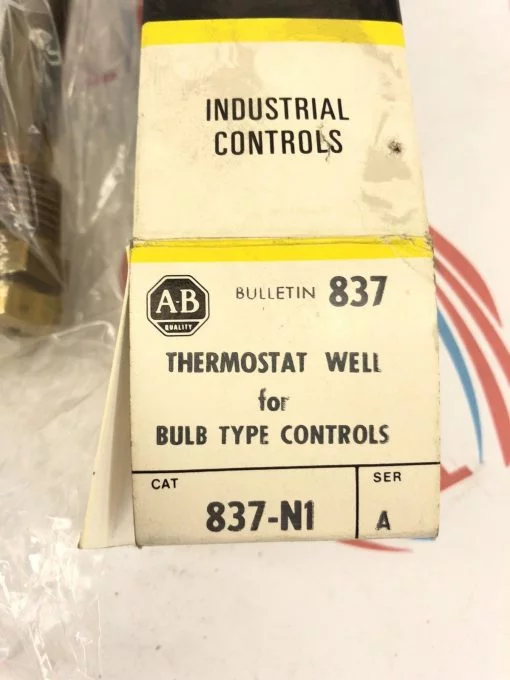 INDUSTRIAL
CONTROLS
A-B
QUALITY
BULLETIN 837
THERMOSTAT WELL
for
BULB TYPE CONTROLS
CAT
837-N1
SER
A